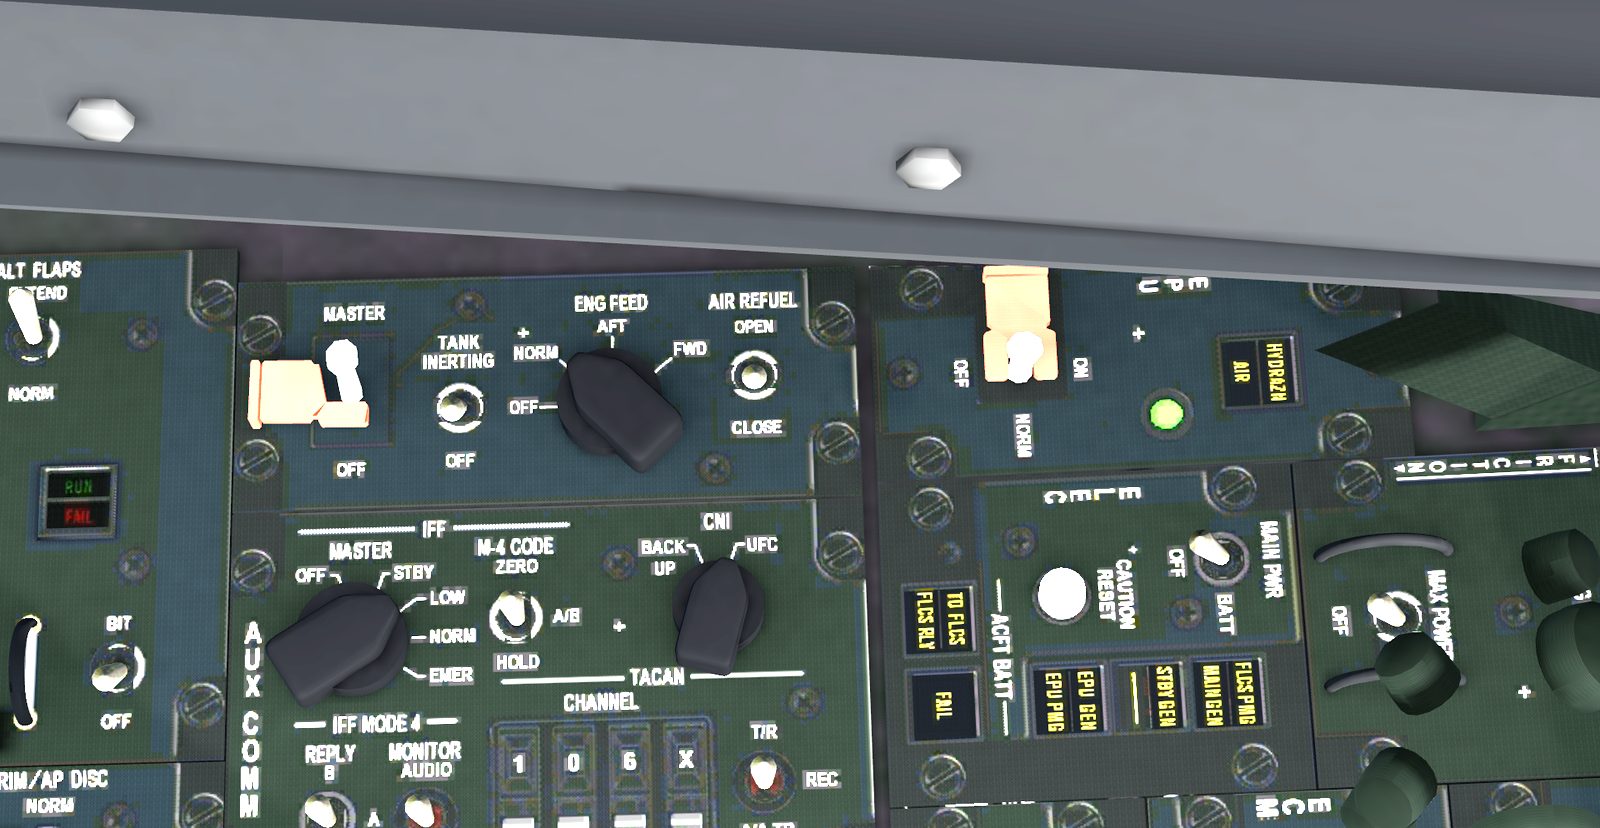 ALT FLAPS
EXTEND
NORM
RUN
FAIL
BIT
OFF
TRIM/AP DISC
NORM
MASTER
OFF
TANK
INERTING
OFF
ENG FEED
AFT
NORM
FWD
OFF
AIR REFUEL
OPEN
CLOSE
IFF
MASTER
OFF
STBY
LOW
NORM
EMER
M-4 CODE
ZERO
A/B
HOLD
CNI
BACK
UP
UFC
AUX COMM
IFF MODE 4
REPLY
B
A
MONITOR
AUDIO
TACAN
CHANNEL
1 0 6 X
T/R
REC
EPU
OFF
ON
NORM
HYDRAZN
AIR
ELEC
MAIN PWR
OFF
BATT
CAUTION
RESET
ACFT BATT
TO FLCS
FLCS RLY
FAIL
EPU GEN
EPU PMG
STBY GEN
FLCS PMG
MAIN GEN
FRICTION
MAX POWER
OFF